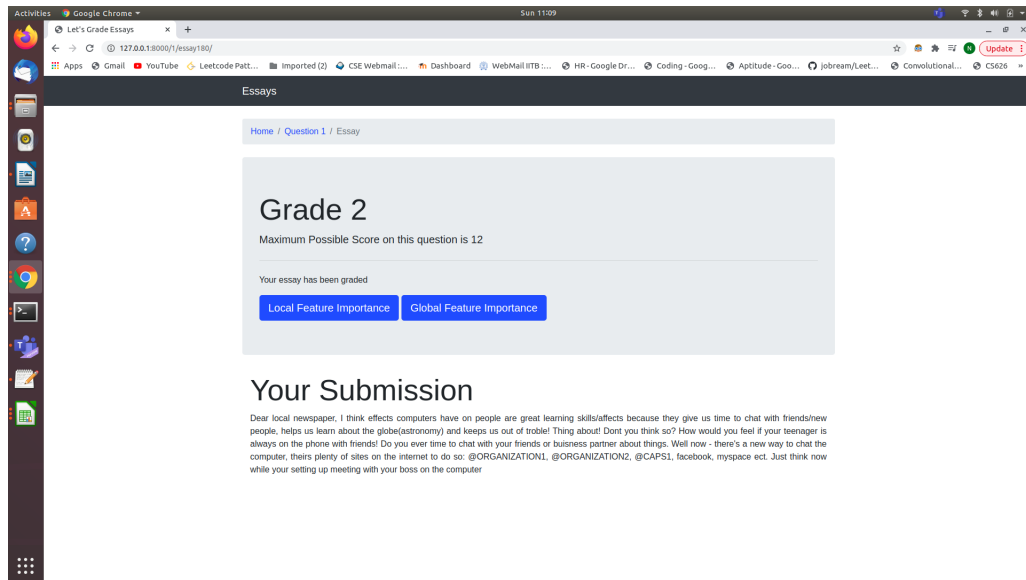 Activities Google Chrome Sun 11:09
Let's Grade Essays
127.0.0.1:8000/1/essay180/ N Update
Apps Gmail YouTube Leetcode Patt... Imported (2) CSE Webmail :... Dashboard WebMail IITB :... HR - Google Dr... Coding - Goog... Aptitude - Goo... jobream/Leet... Convolutional... CS626 »
Essays
Home / Question 1 / Essay
Grade 2
Maximum Possible Score on this question is 12
Your essay has been graded
Local Feature Importance Global Feature Importance
Your Submission
Dear local newspaper, I think effects computers have on people are great learning skills/affects because they give us time to chat with friends/new
people, helps us learn about the globe(astronomy) and keeps us out of troble! Thing about! Dont you think so? How would you feel if your teenager is
always on the phone with friends! Do you ever time to chat with your friends or buisness partner about things. Well now - there's a new way to chat the
computer, theirs plenty of sites on the internet to do so: @ORGANIZATION1, @ORGANIZATION2, @CAPS1, facebook, myspace ect. Just think now
while your setting up meeting with your boss on the computer